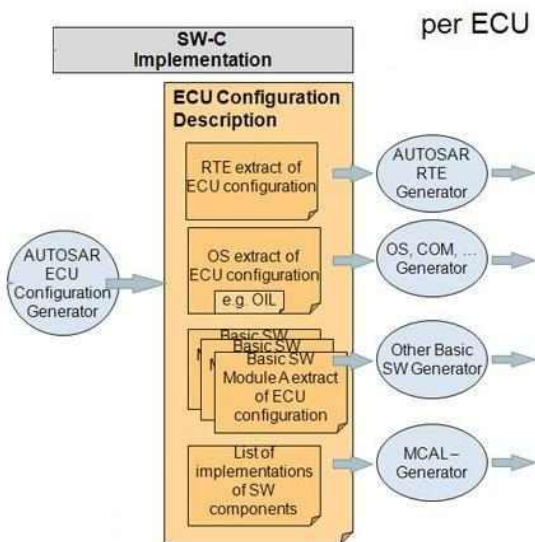 per ECU
SW-C
Implementation
ECU Configuration
Description
RTE extract of
ECU configuration
AUTOSAR
RTE
Generator
AUTOSAR
ECU
Configuration
Generator
OS extract of
ECU configuration
e.g. OIL
OS, COM, ...
Generator
Basic SW
Basic SW
Basic SW
Module A extract
of ECU
configuration
Other Basic
SW Generator
List of
implementations
of SW
components
MCAL–
Generator